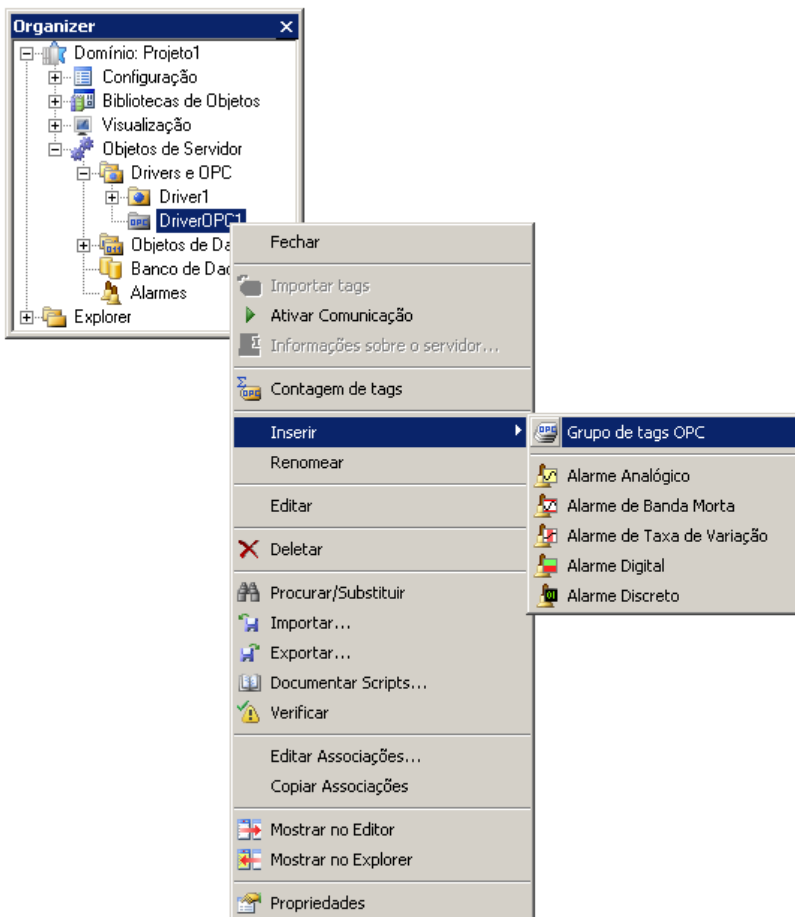 Organizer
Domínio: Projeto1
Configuração
Bibliotecas de Objetos
Visualização
Objetos de Servidor
Drivers e OPC
Driver1
DriverOPC1
Objetos de Da
Banco de Dad
Alarmes
Explorer
Fechar
Importar tags
Ativar Comunicação
Informações sobre o servidor...
Contagem de tags
Inserir
Renomear
Editar
Deletar
Procurar/Substituir
Importar...
Exportar...
Documentar Scripts...
Verificar
Editar Associações...
Copiar Associações
Mostrar no Editor
Mostrar no Explorer
Propriedades
Grupo de tags OPC
Alarme Analógico
Alarme de Banda Morta
Alarme de Taxa de Variação
Alarme Digital
Alarme Discreto